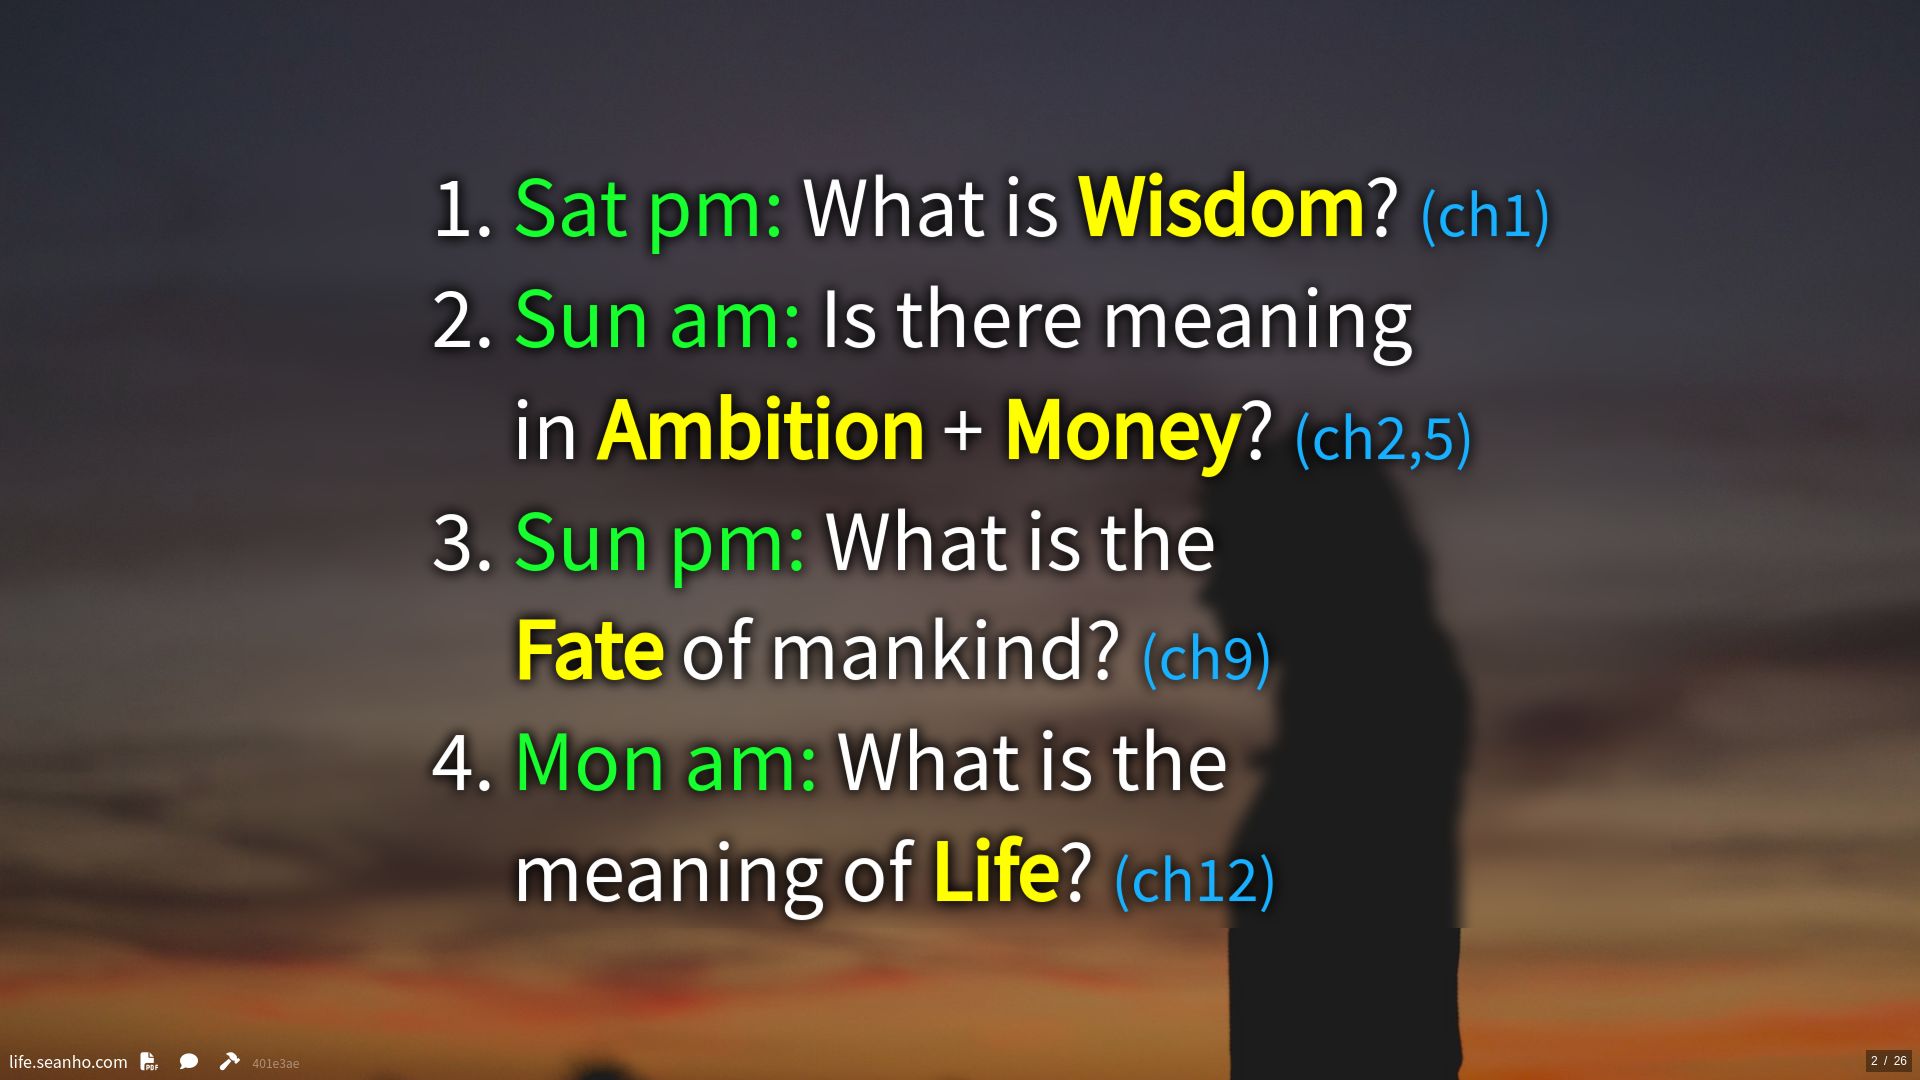 1. Sat pm: What is Wisdom? (ch1)
2. Sun am: Is there meaning
in Ambition + Money? (ch2,5)
3. Sun pm: What is the
Fate of mankind? (ch9)
4. Mon am: What is the
meaning of Life? (ch12)
life.seanho.com PDF 401e3ae
2 / 26